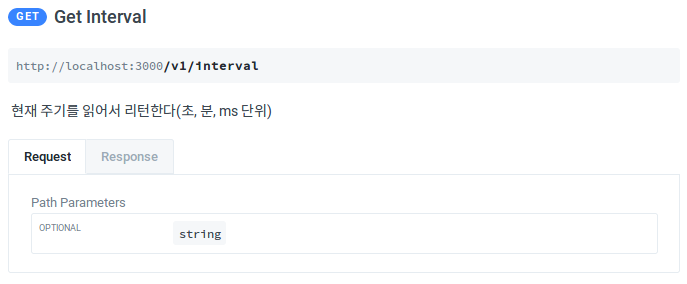 GET Get Interval
http://localhost:3000/v1/interval
현재 주기를 읽어서 리턴한다(초, 분, ms 단위)
Request Response
Path Parameters
OPTIONAL string